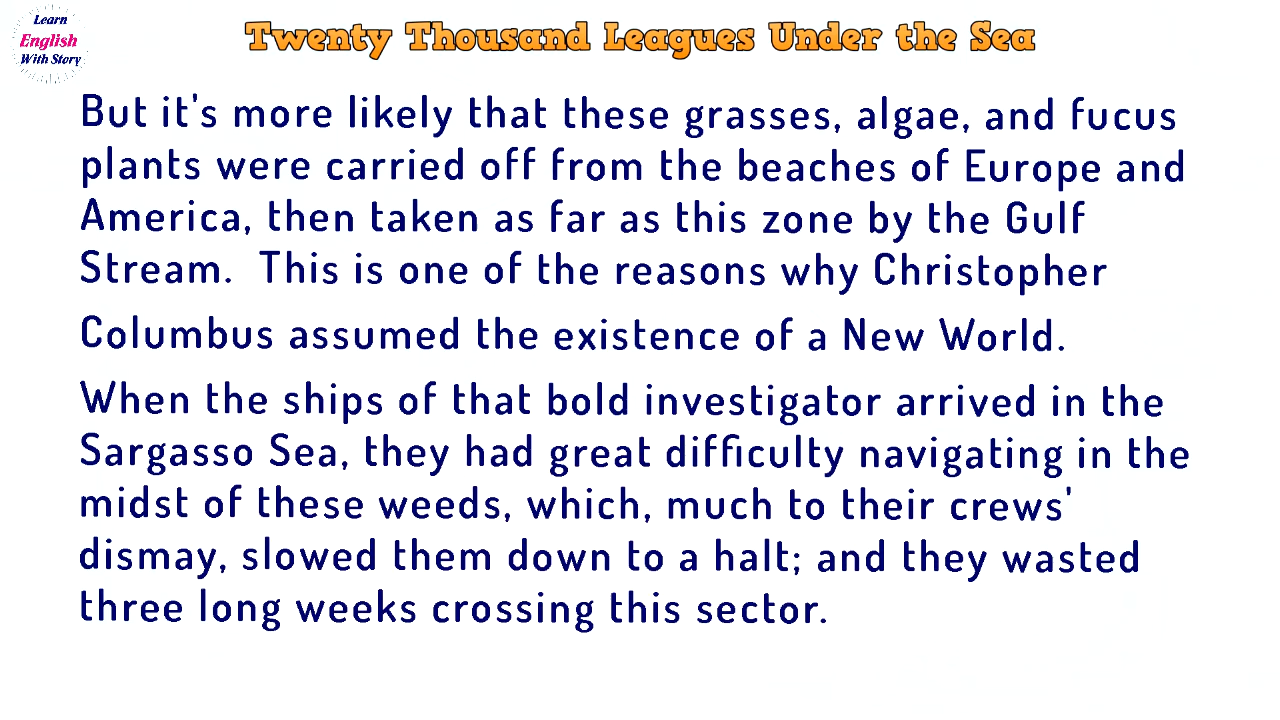 Learn
English
With Story
Twenty Thousand Leagues Under the Sea
But it's more likely that these grasses, algae, and fucus
plants were carried off from the beaches of Europe and
America, then taken as far as this zone by the Gulf
Stream.  This is one of the reasons why Christopher
Columbus assumed the existence of a New World.
When the ships of that bold investigator arrived in the
Sargasso Sea, they had great difficulty navigating in the
midst of these weeds, which, much to their crews'
dismay, slowed them down to a halt; and they wasted
three long weeks crossing this sector.